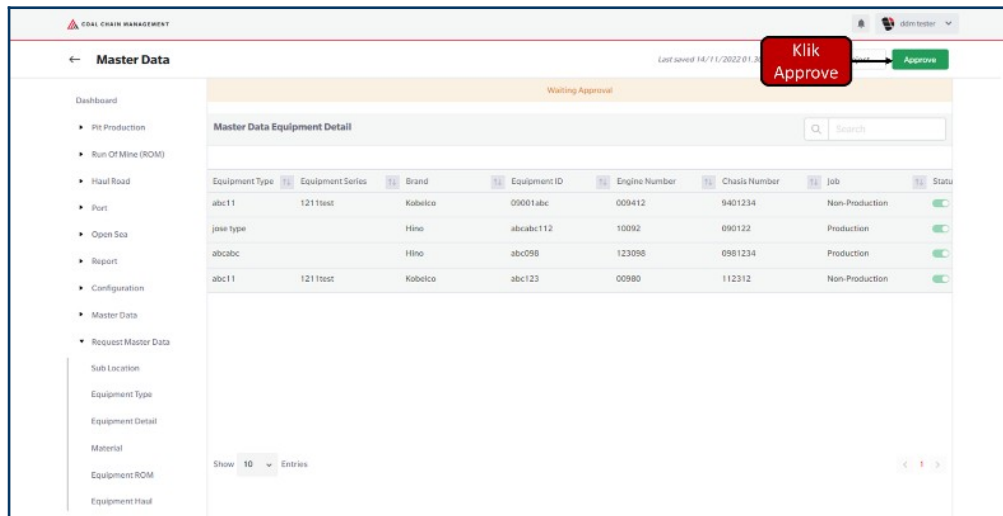 COAL CHAIN MANAGEMENT
ddm tester
← Master Data
Last saved 14/11/2022 01.3
Klik
Approve
Approve
Waiting Approval
Dashboard
Pit Production
Run Of Mine (ROM)
Haul Road
Port
Open Sea
Report
Configuration
Master Data
Request Master Data
Sub Location
Equipment Type
Equipment Detail
Material
Equipment ROM
Equipment Haul
Master Data Equipment Detail
Search
Equipment Type Equipment Series Brand Equipment ID Engine Number Chasis Number Job Statu
abc11 1211test Kobelco 09001abc 009412 9401234 Non-Production
jose type Hino abcabc112 10092 090122 Production
abcabc Hino abc098 123098 0981234 Production
abc11 1211test Kobelco abc123 00980 112312 Non-Production
Show 10 Entries
< 1 >